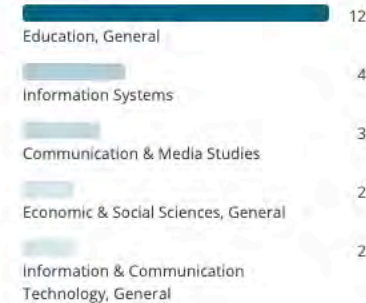 12
Education, General
4
Information Systems
3
Communication & Media Studies
2
Economic & Social Sciences, General
2
Information & Communication
Technology, General